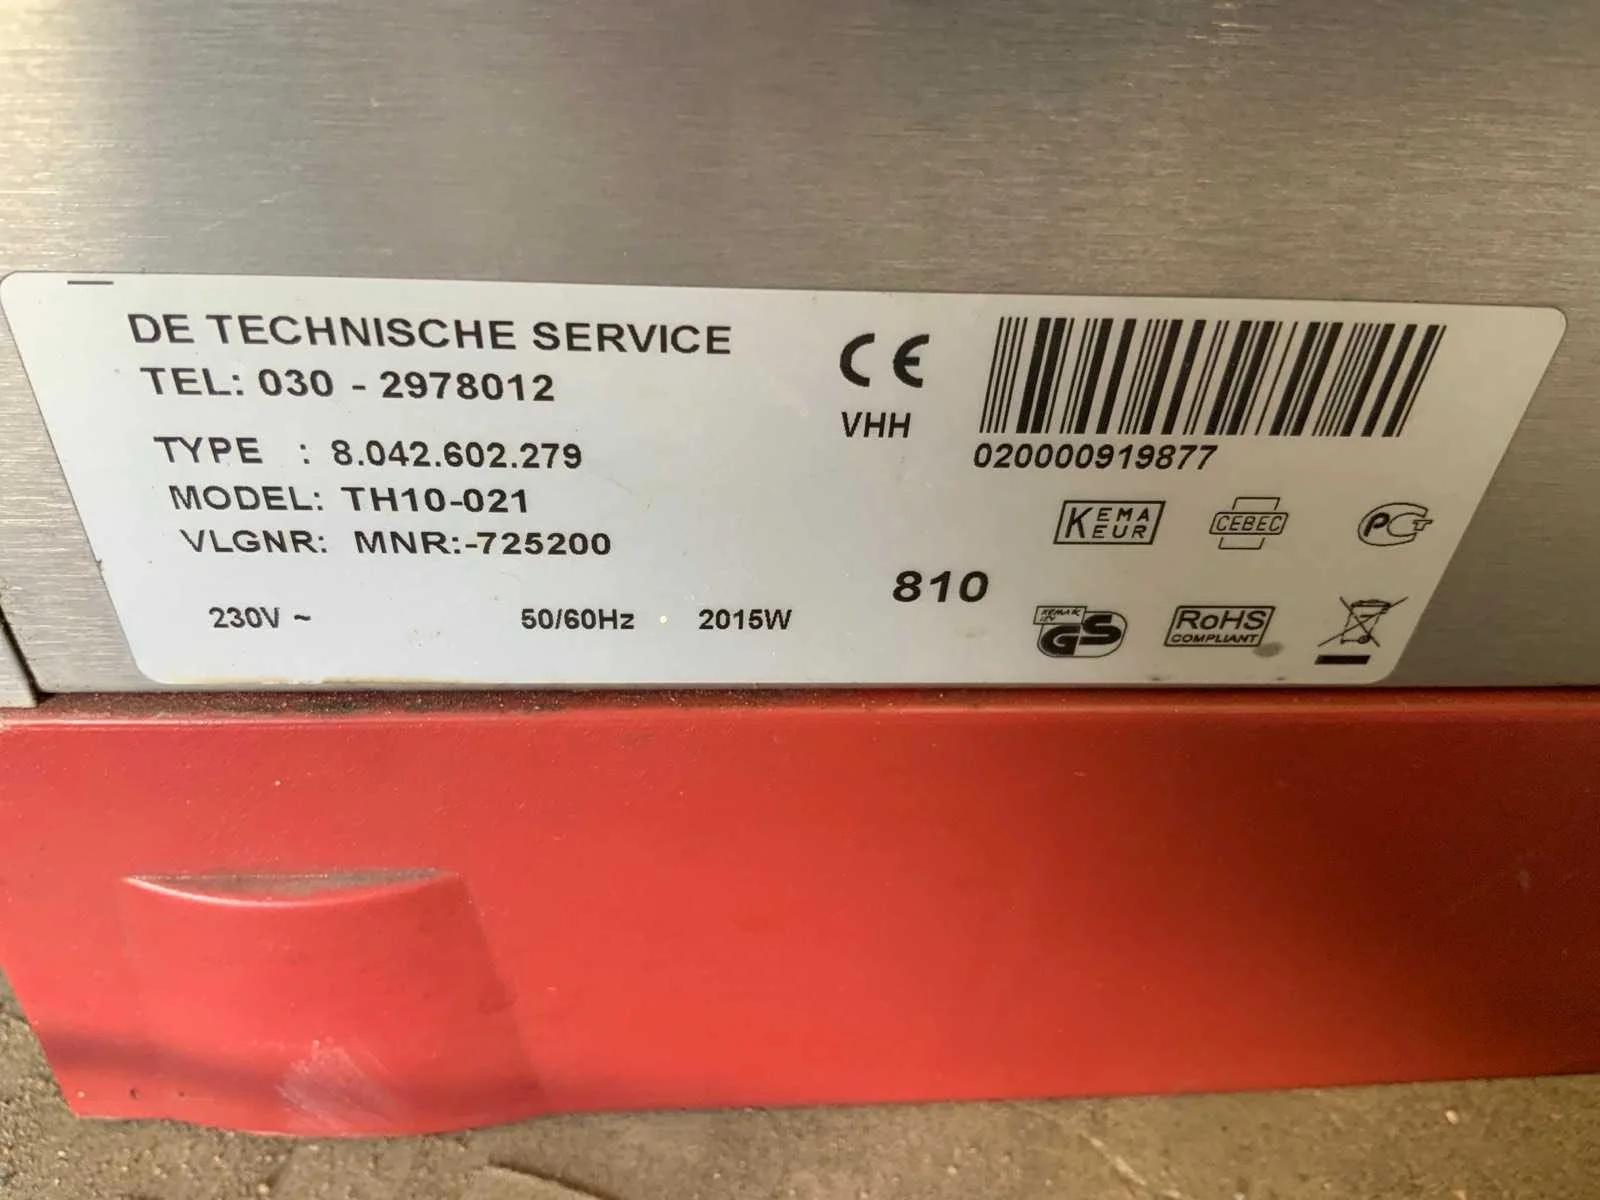 DE TECHNISCHE SERVICE
TEL: 030 - 2978012
TYPE : 8.042.602.279
MODEL: TH10-021
VLGNR: MNR:-725200
230V ~ 50/60Hz 2015W
CE
VHH
020000919877
810
KEMA
KEUR
CEBEC
PCT
KEMA
GS
RoHS
COMPLIANT